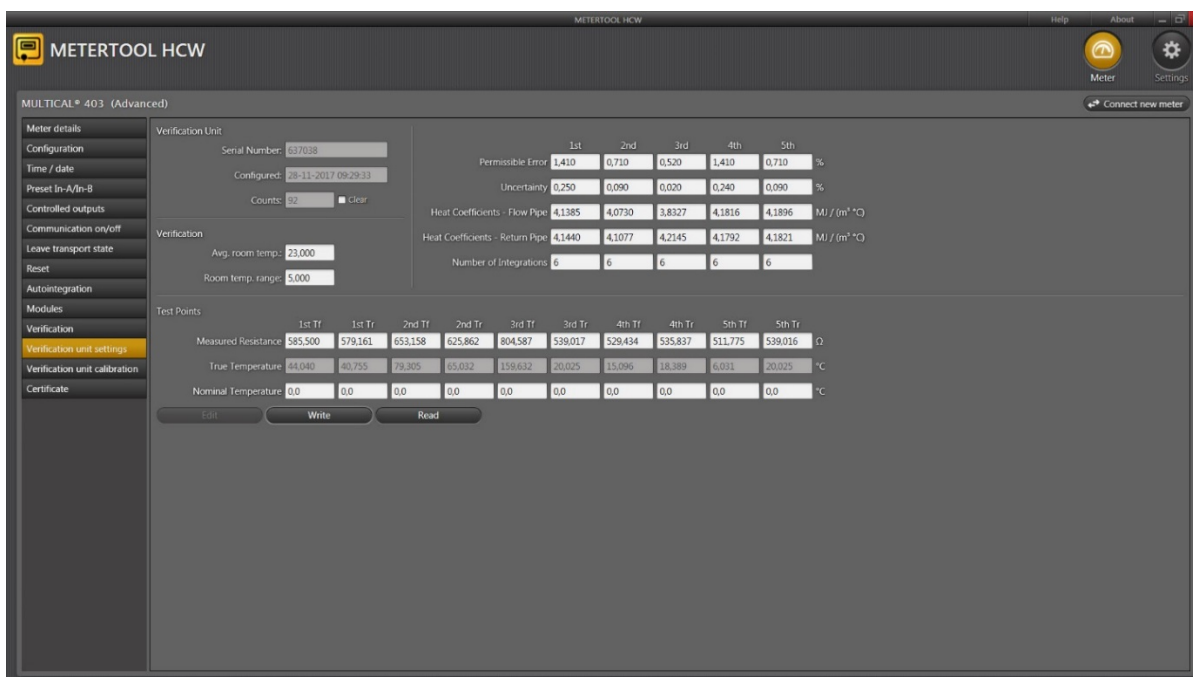 METERTOOL HCW
Help About
METERTOOL HCW
Meter Settings
MULTICAL® 403 (Advanced)
Connect new meter
Meter details
Configuration
Time / date
Preset In-A/In-B
Controlled outputs
Communication on/off
Leave transport state
Reset
Autointegration
Modules
Verification
Verification unit settings
Verification unit calibration
Certificate
Verification Unit
Serial Number: 637038
Configured: 28-11-2017 09:29:33
Counts: 92 Clear
Verification
Avg. room temp.: 23,000
Room temp. range: 5,000
1st 2nd 3rd 4th 5th
Permissible Error 1,410 0,710 0,520 1,410 0,710 %
Uncertainty 0,250 0,090 0,020 0,240 0,090 %
Heat Coefficients - Flow Pipe 4,1385 4,0730 3,8327 4,1816 4,1896 MJ / (m³ °C)
Heat Coefficients - Return Pipe 4,1440 4,1077 4,2145 4,1792 4,1821 MJ / (m³ °C)
Number of Integrations 6 6 6 6 6
Test Points
1st Tf 1st Tr 2nd Tf 2nd Tr 3rd Tf 3rd Tr 4th Tf 4th Tr 5th Tf 5th Tr
Measured Resistance 585,500 579,161 653,158 625,862 804,587 539,017 529,434 535,837 511,775 539,016 Ω
True Temperature 44,040 40,755 79,305 65,032 159,632 20,025 15,096 18,389 6,031 20,025 °C
Nominal Temperature 0,0 0,0 0,0 0,0 0,0 0,0 0,0 0,0 0,0 0,0 °C
Edit Write Read